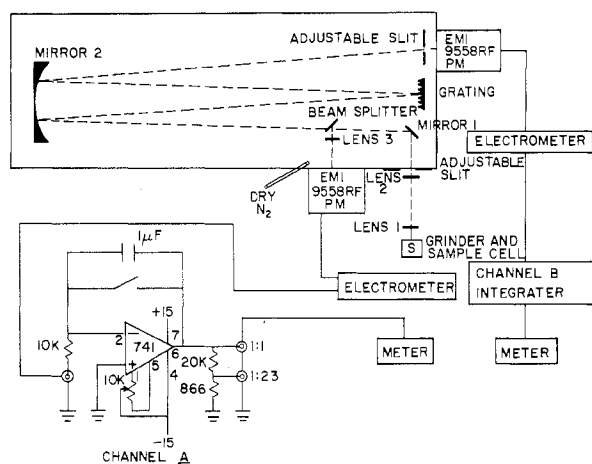 MIRROR 2
ADJUSTABLE SLIT
EMI
9558RF
PM
GRATING
BEAM SPLITTER
MIRROR 1
LENS 3
ELECTROMETER
ADJUSTABLE
SLIT
LENS
2
DRY
N₂
EMI
9558RF
PM
LENS 1
S
GRINDER AND
SAMPLE CELL
ELECTROMETER
CHANNEL B
INTEGRATER
METER
METER
1μF
+15
10K
2
−
741
+
7
6
5
4
10K
20K
866
1:1
1:23
−15
CHANNEL A